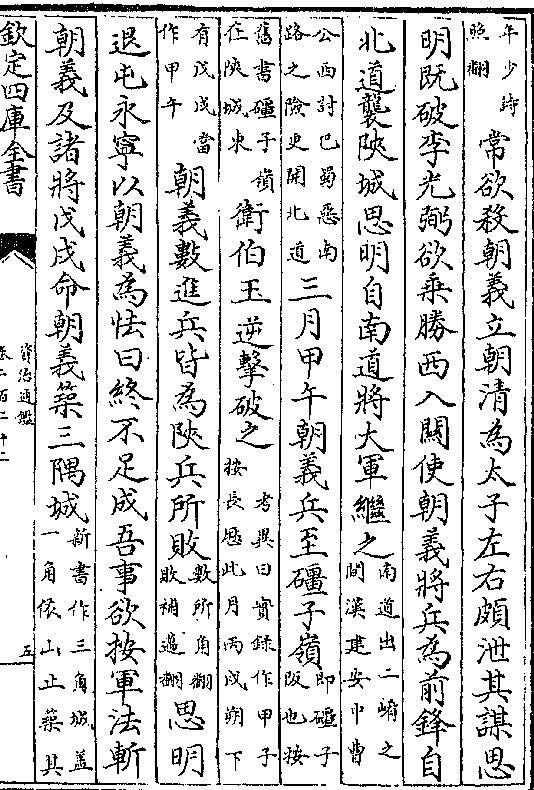 年少詩
照翻
常欲殺朝義立朝清為太子左右頗泄其謀思
明既破李光弼欲乗勝西入闗使朝義將兵為前鋒自
北道襲陜城思明自南道將大軍繼之
南道出二崤之
間漢建安中曹
公西討巴蜀惡南
路之險更開北道
三月甲午朝義兵至礓子嶺
即礓子
阪也按
舊書礓子嶺
在陜城東
衛伯玉逆擊破之
考異曰實録作甲子
按長厯此月丙戌朔下
有戊戌當
作甲午
朝義數進兵皆為陜兵所敗
數所角翻
敗補邁翻
思明
退屯永寧以朝義為怯曰終不足成吾事欲按軍法斬
朝義及諸將戊戌命朝義築三隅城
新書作三角城盖
一角依山止築其
欽定四庫全書
資治通鑑
卷二百二十二
五